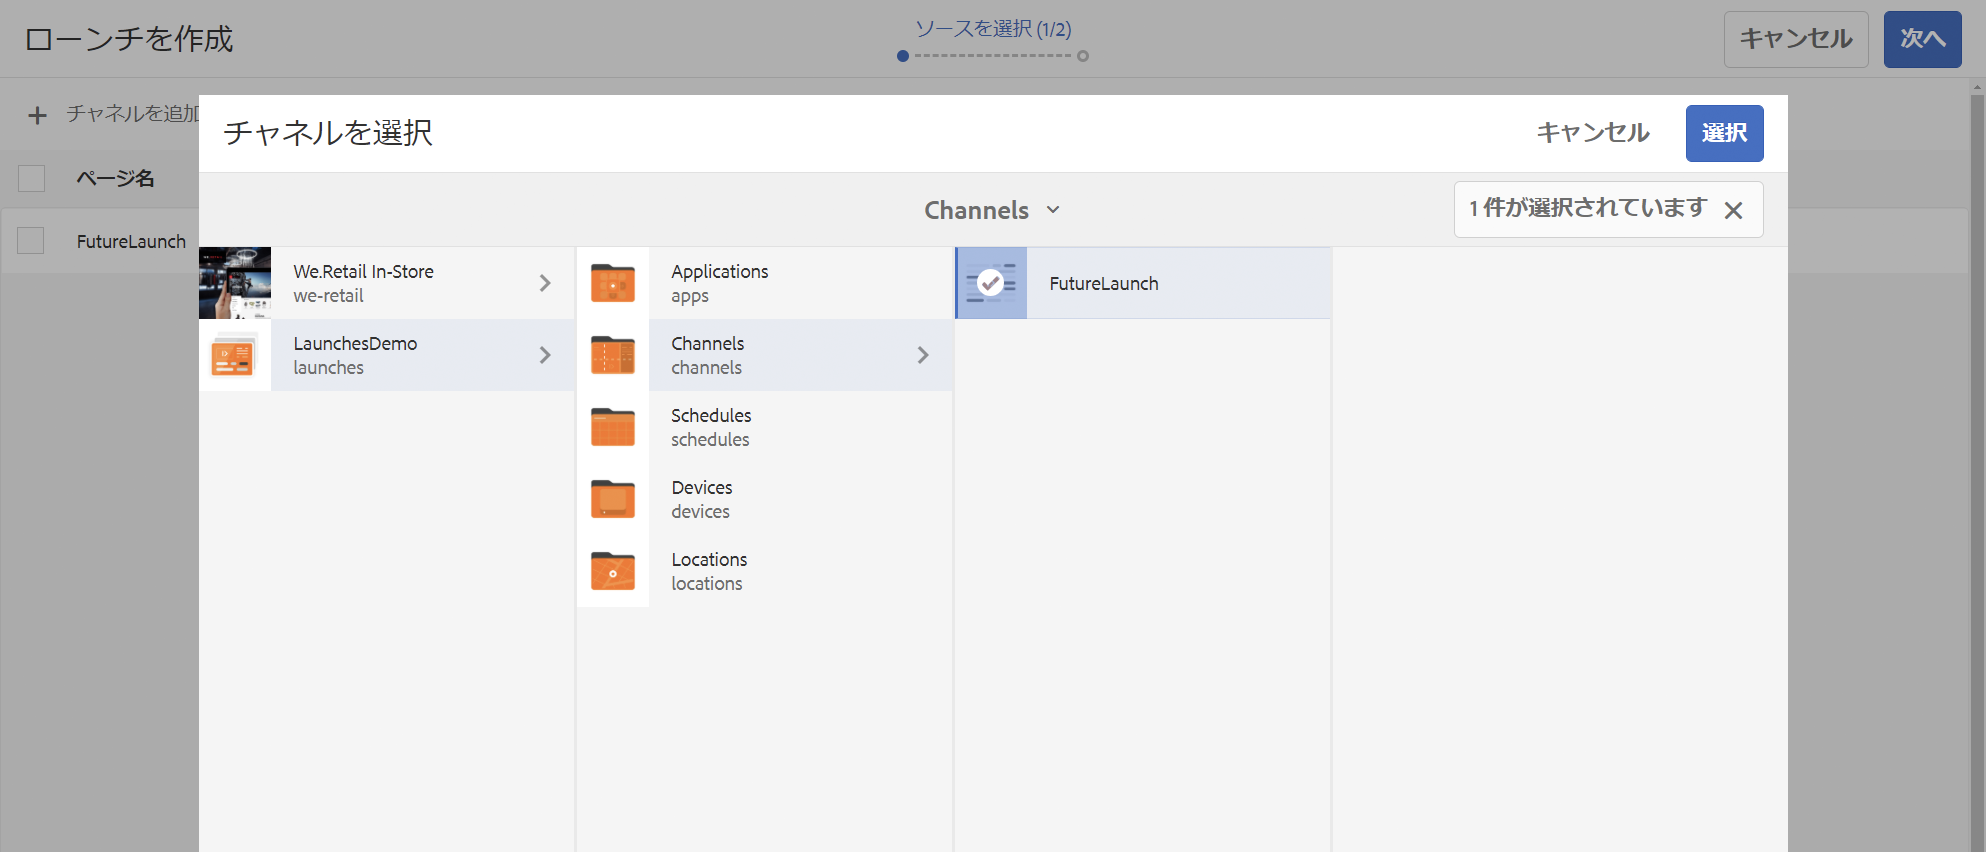 ローンチを作成
ソースを選択 (1/2)
キャンセル
次へ
チャネルを追加
ページ名
FutureLaunch
チャネルを選択
キャンセル
選択
Channels
1 件が選択されています
We.Retail In-Store
we-retail
LaunchesDemo
launches
Applications
apps
Channels
channels
Schedules
schedules
Devices
devices
Locations
locations
FutureLaunch